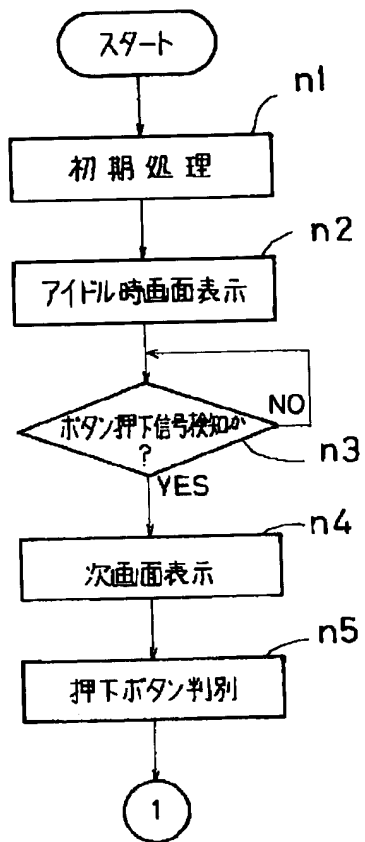 スタート
n1
初期処理
n2
アイドル時画面表示
ボタン押下信号検知か
?
NO
n3
YES
n4
次画面表示
n5
押下ボタン判別
1